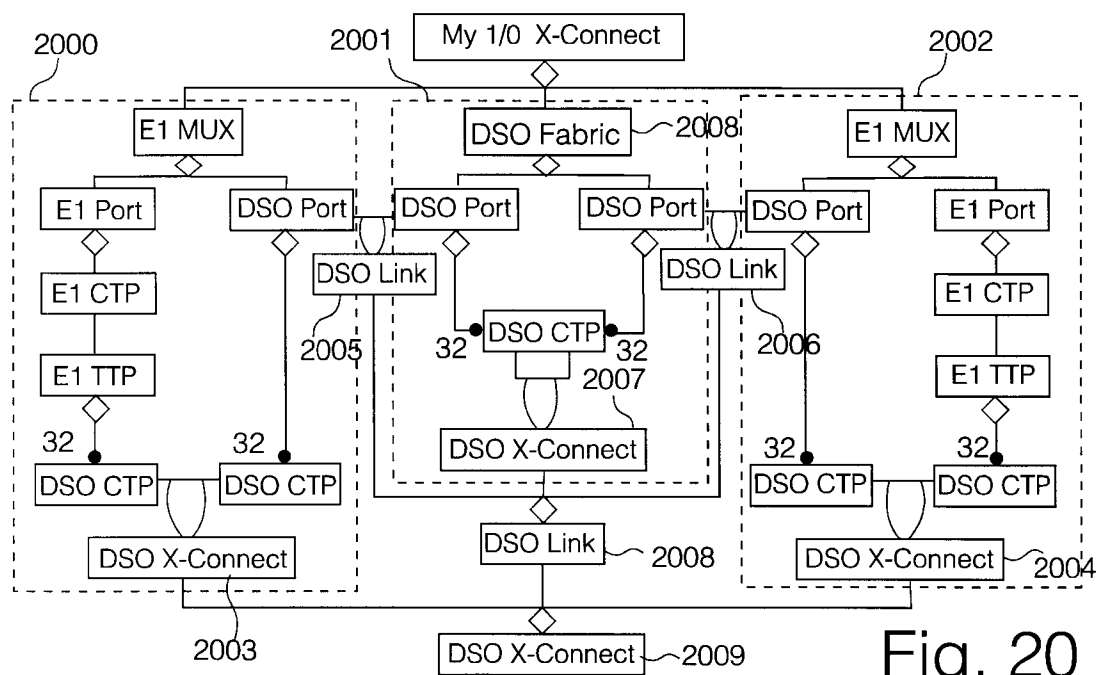 My 1/0 X-Connect
2000
2001
2002
E1 MUX
DSO Fabric
2008
E1 MUX
E1 Port
DSO Port
DSO Port
DSO Port
DSO Port
E1 Port
DSO Link
DSO Link
E1 CTP
E1 CTP
2005
32
DSO CTP
32
2006
E1 TTP
2007
E1 TTP
32
32
DSO X-Connect
32
32
DSO CTP
DSO CTP
DSO CTP
DSO CTP
DSO X-Connect
DSO Link
2008
DSO X-Connect
2004
2003
DSO X-Connect
2009
Fig. 20